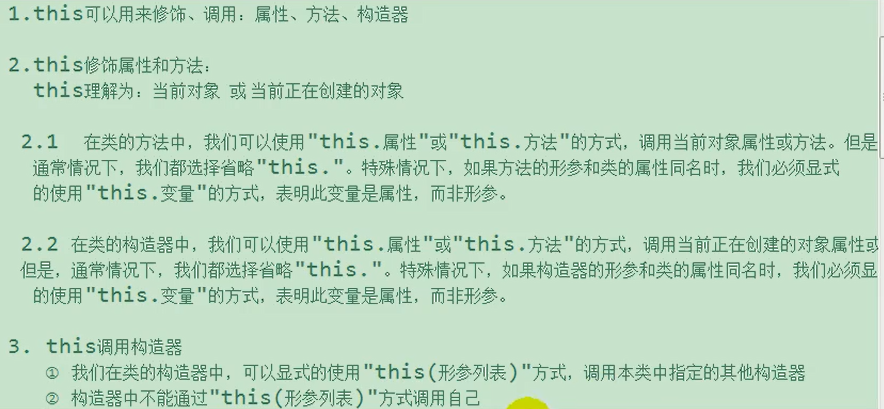 1.this可以用来修饰、调用：属性、方法、构造器
2.this修饰属性和方法：
this理解为：当前对象 或 当前正在创建的对象
2.1 在类的方法中，我们可以使用"this.属性"或"this.方法"的方式，调用当前对象属性或方法。但是
通常情况下，我们都选择省略"this."。特殊情况下，如果方法的形参和类的属性同名时，我们必须显式
的使用"this.变量"的方式，表明此变量是属性，而非形参。
2.2 在类的构造器中，我们可以使用"this.属性"或"this.方法"的方式，调用当前正在创建的对象属性或
但是，通常情况下，我们都选择省略"this."。特殊情况下，如果构造器的形参和类的属性同名时，我们必须显
的使用"this.变量"的方式，表明此变量是属性，而非形参。
3. this调用构造器
① 我们在类的构造器中，可以显式的使用"this(形参列表)"方式，调用本类中指定的其他构造器
② 构造器中不能通过"this(形参列表)"方式调用自己